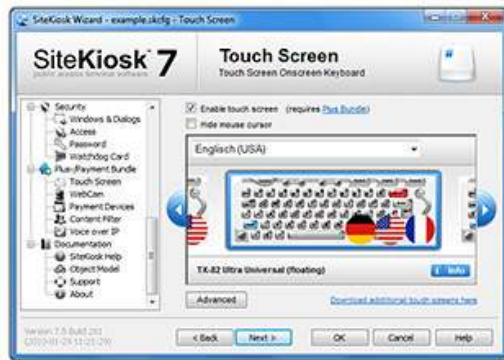 SiteKiosk Wizard - example.skcfg - Touch Screen
SiteKiosk 7
public access terminal software
Touch Screen
Touch Screen Onscreen Keyboard
Security
Windows & Dialogs
Access
Password
Watchdog Card
Plus-/Payment Bundle
Touch Screen
WebCam
Payment Devices
Content Filter
Voice over IP
Documentation
SiteKiosk Help
Object Model
Support
About
Enable touch screen (requires Plus Bundle)
Hide mouse cursor
Englisch (USA)
TX-82 Ultra Universal (floating)
Info
Advanced
Download additional touch screens here
< Back
Next >
OK
Cancel
Help